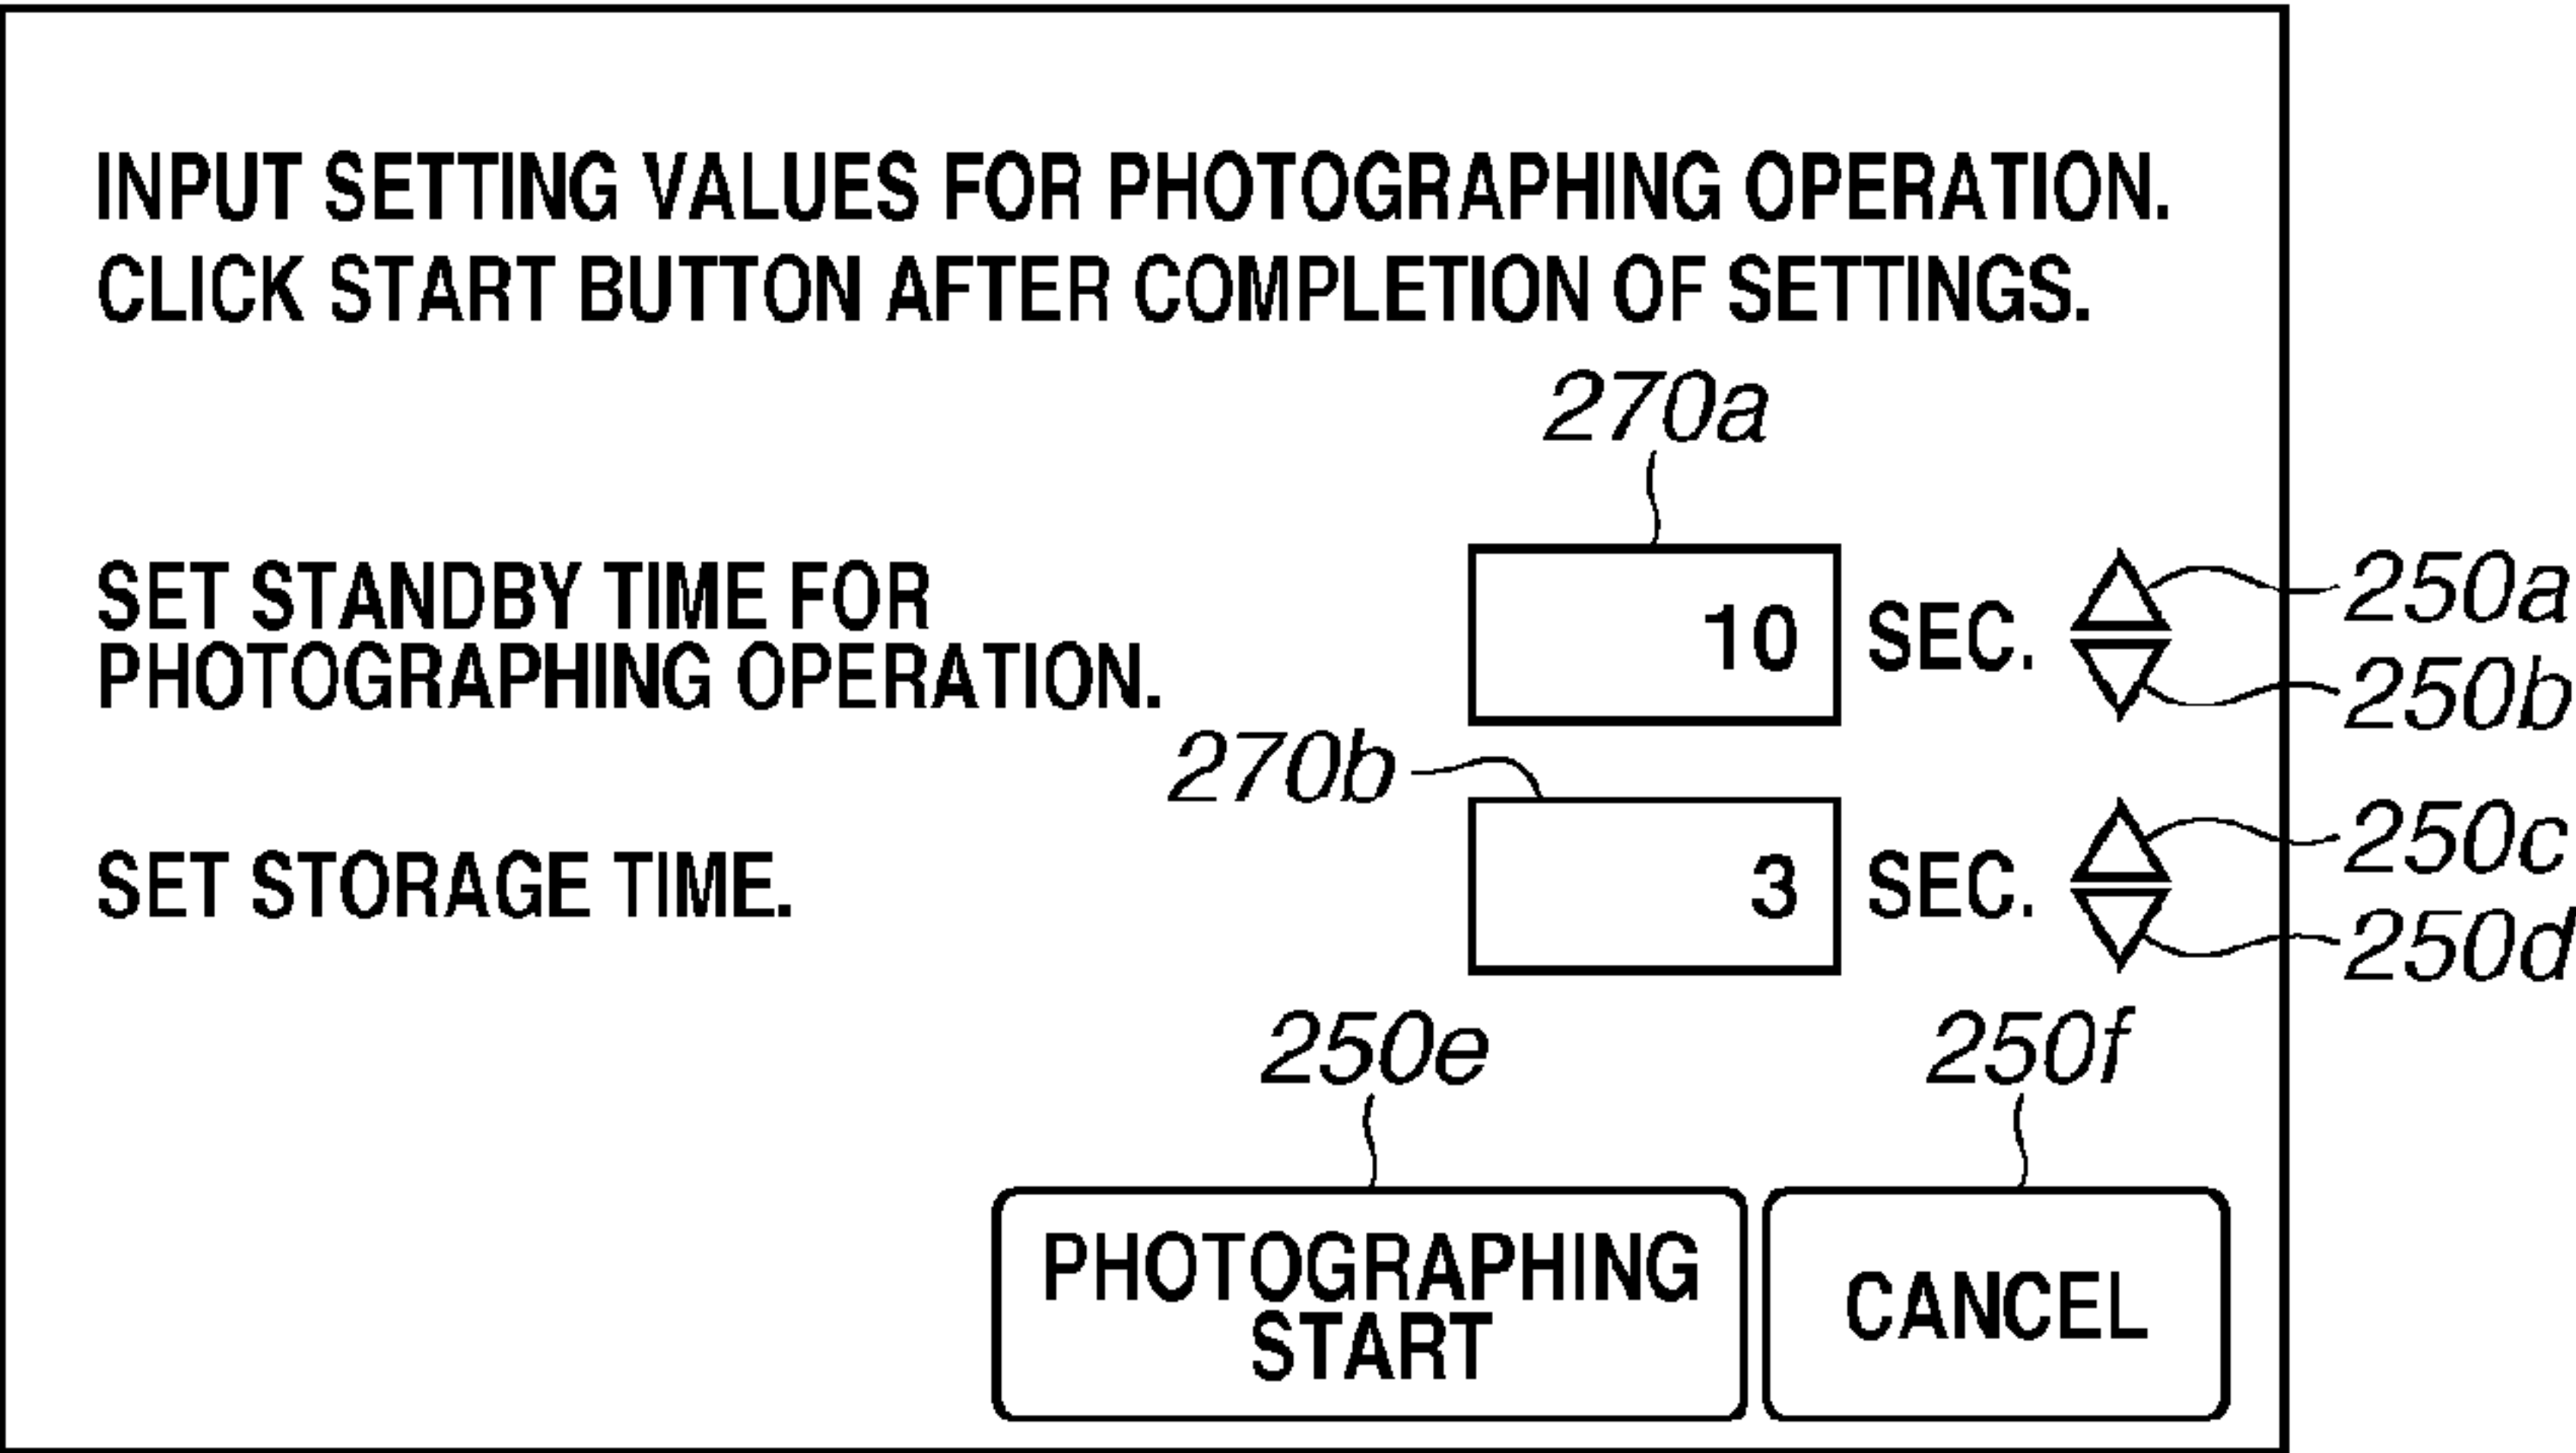 INPUT SETTING VALUES FOR PHOTOGRAPHING OPERATION.
CLICK START BUTTON AFTER COMPLETION OF SETTINGS.
270a
SET STANDBY TIME FOR
PHOTOGRAPHING OPERATION.
10 SEC.
250a
250b
270b
SET STORAGE TIME.
3 SEC.
250c
250d
250e
250f
PHOTOGRAPHING
START
CANCEL